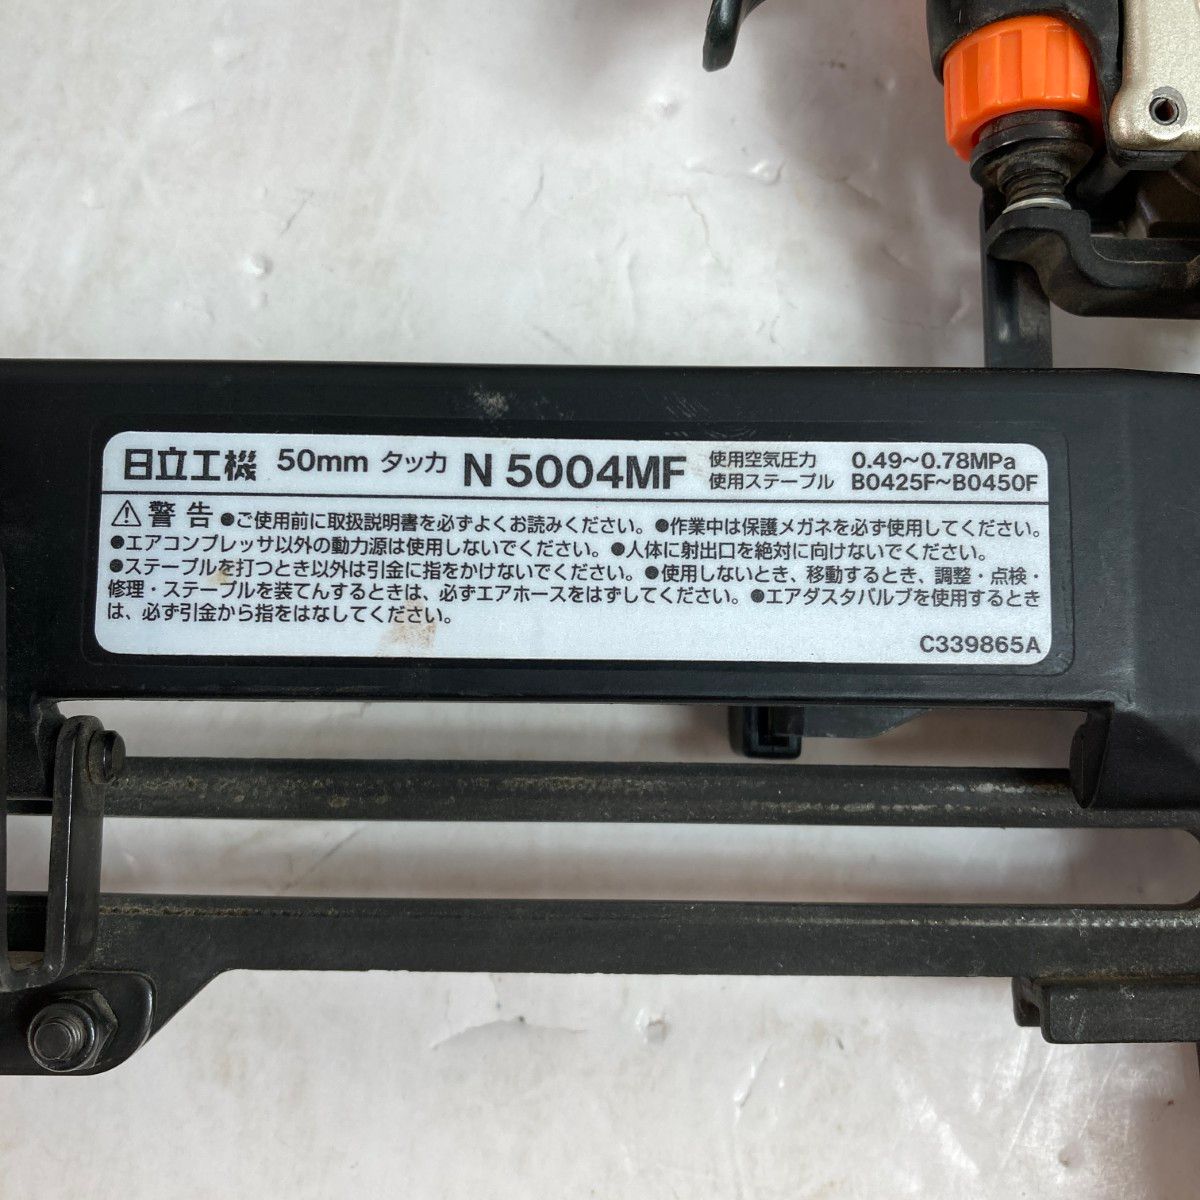 日立工機 50mm タッカ N 5004MF 使用空気圧力 0.49～0.78MPa
使用ステープル B0425F～B0450F
⚠警告 ●ご使用前に取扱説明書を必ずよくお読みください。●作業中は保護メガネを必ず使用してください。
●エアコンプレッサ以外の動力源は使用しないでください。●人体に射出口を絶対に向けないでください。
●ステープルを打つとき以外は引金に指をかけないでください。●使用しないとき、移動するとき、調整・点検・
修理・ステープルを装てんするときは、必ずエアホースをはずしてください。●エアダスタバルブを使用するとき
は、必ず引金から指をはなしてください。
C339865A